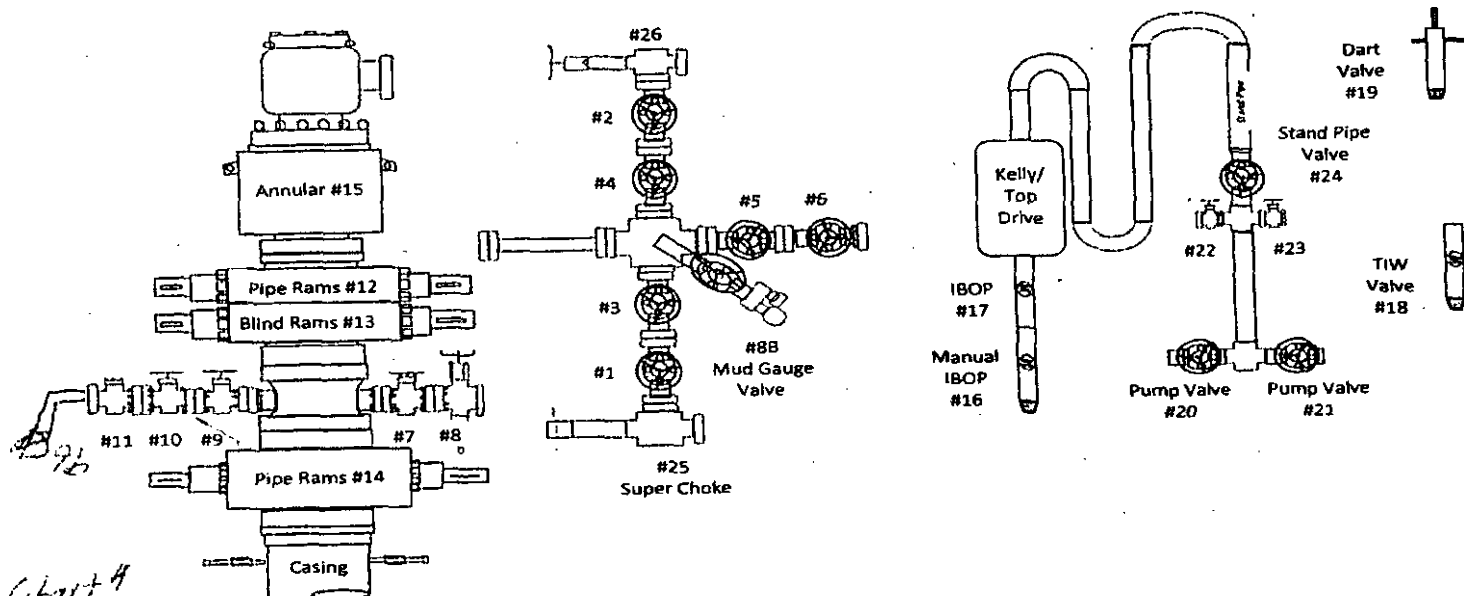 #26
#2
#4
#5
#6
#3
#1
#8B
Mud Gauge
Valve
#25
Super Choke
Annular #15
Pipe Rams #12
Blind Rams #13
#11
#10
#9
#7
#8
Pipe Rams #14
Casing
Kelly/
Top
Drive
IBOP
#17
Manual
IBOP
#16
Stand Pipe
Stand Pipe
Valve
#24
#22
#23
Pump Valve
#20
Pump Valve
#21
Dart
Valve
#19
TIW
Valve
#18